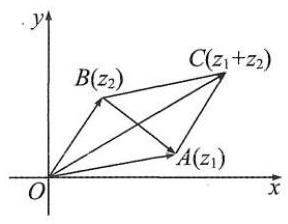 y
C(z₁+z₂)
B(z₂)
A(z₁)
O
x